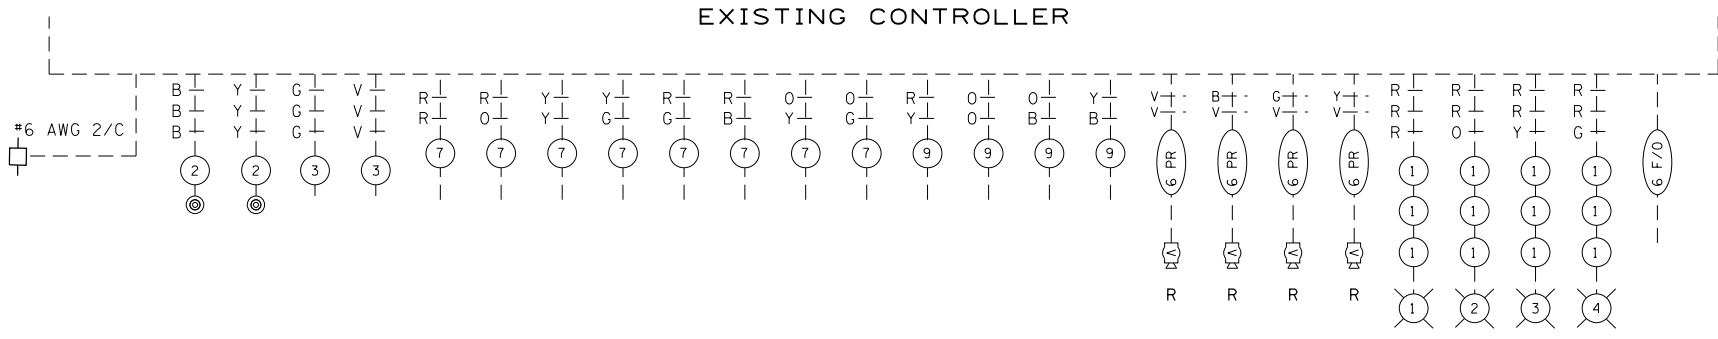 EXISTING CONTROLLER
B Y G V R R Y Y R R O O R O O Y V B G Y R R R R
B Y G V R O Y G G B Y G Y O B B V V V V R R R R
B Y G V R O Y G
#6 AWG 2/C
2 2 3 3 7 7 7 7 7 7 7 7 9 9 9 9 6 PR 6 PR 6 PR 6 PR 1 1 1 1 6 F/O
1 1 1 1
V V V V 1 1 1 1
R R R R 1 2 3 4